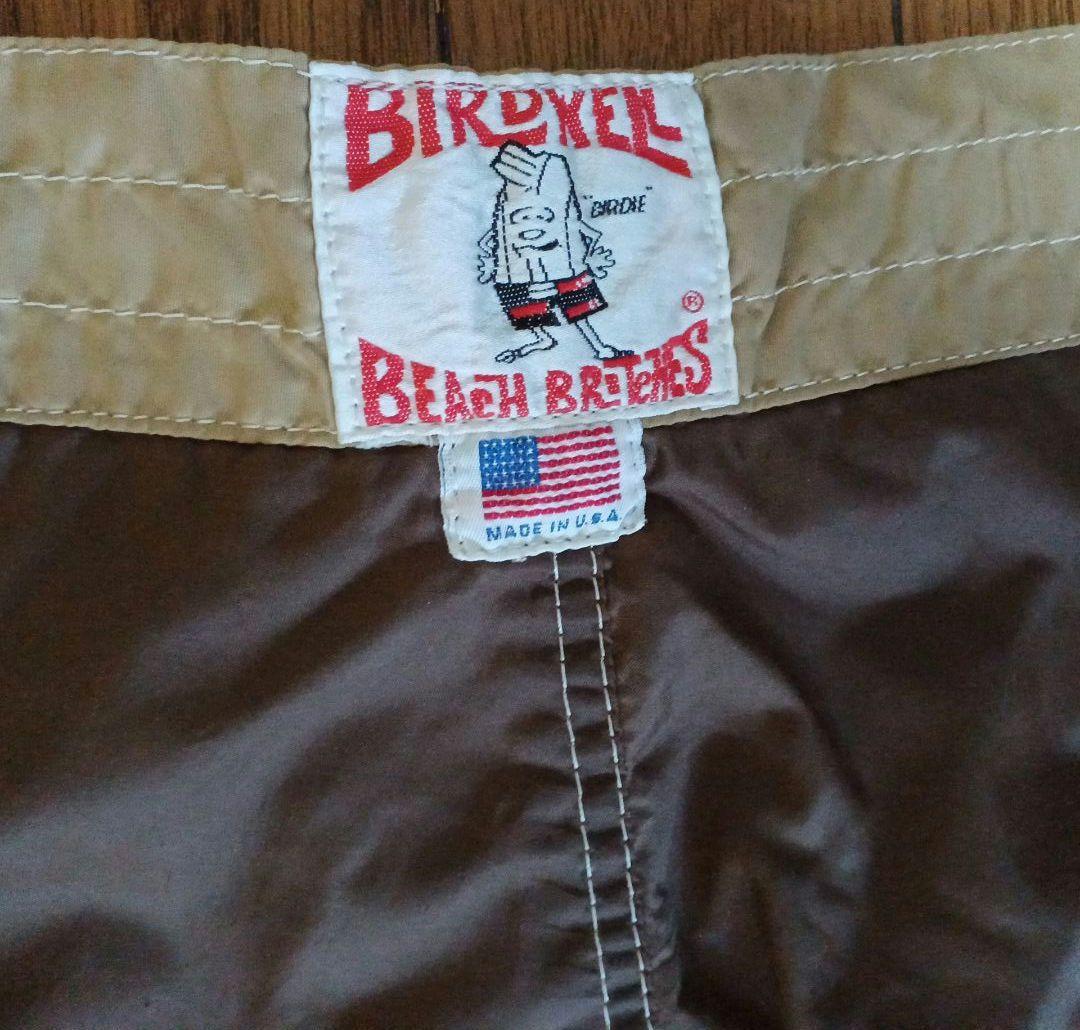 BIRDWELL
"BIRDIE"
®
BEACH BRITCHES
MADE IN U.S.A.